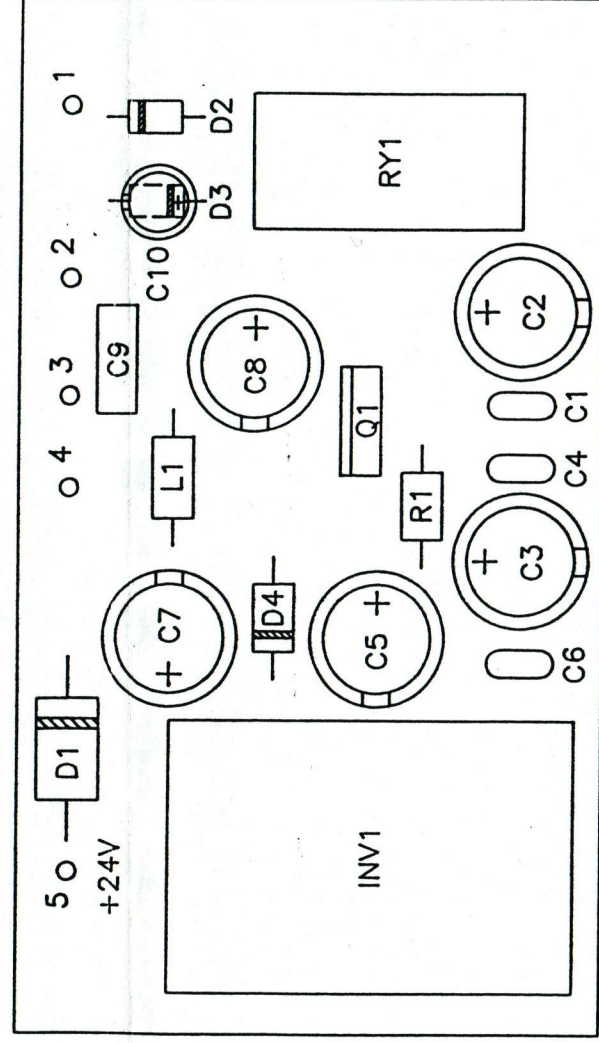 5
4
3
2
1
D1
+24V
C9
C10
+
+ C7
L1
D3
D2
C8 +
D4
INV1
C5 +
Q1
RY1
R1
+
C3
+
C2
C6
C4
C1